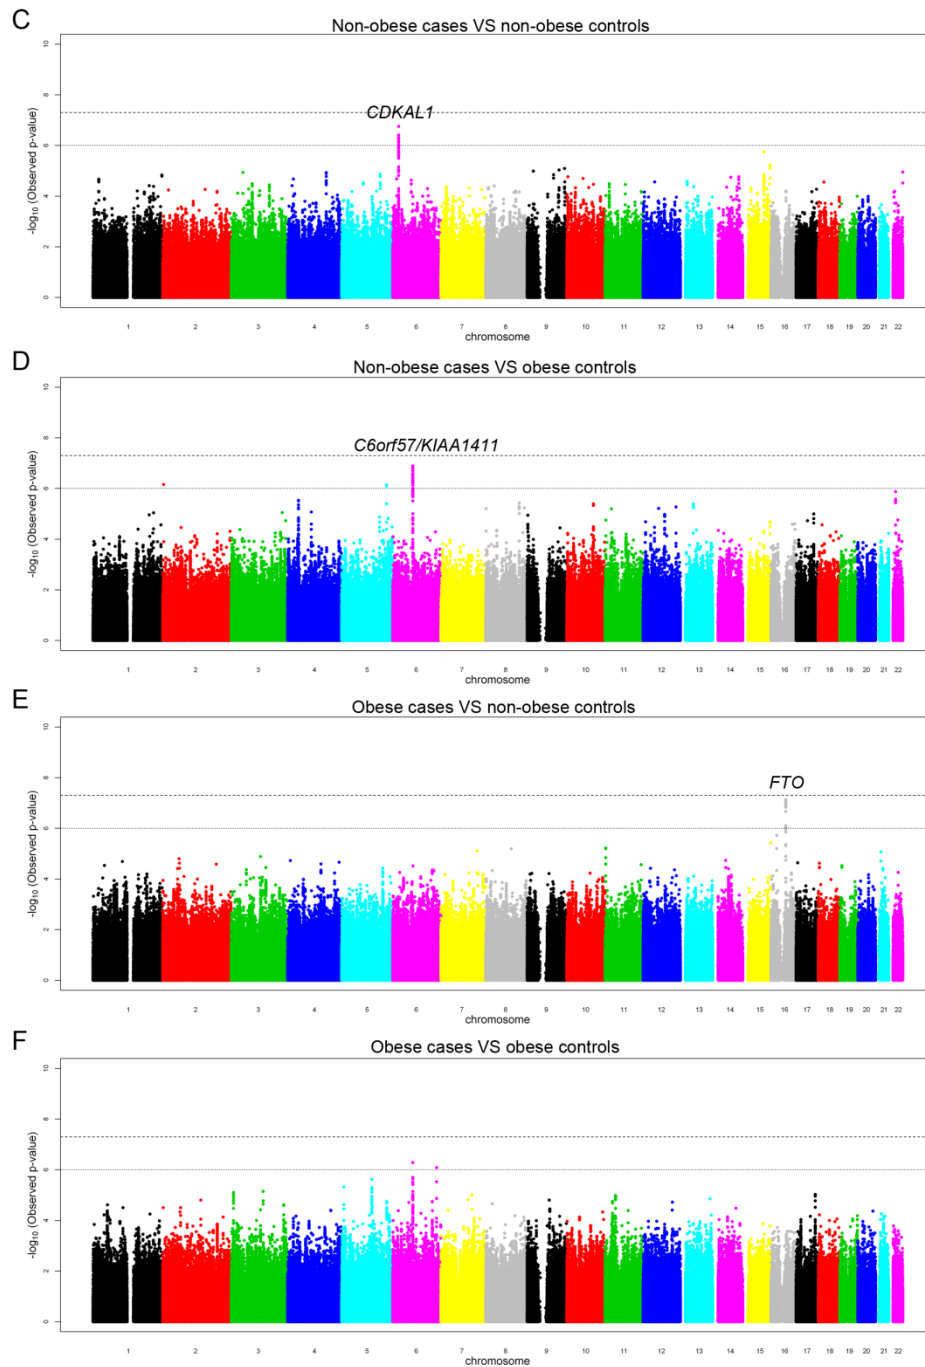 C
Non-obese cases VS non-obese controls
CDKAL1
-log10 (Observed p-value)
0 2 4 6 8 10
1 2 3 4 5 6 7 8 9 10 11 12 13 14 15 16 17 18 19 20 21 22
chromosome
D
Non-obese cases VS obese controls
C6orf57/KIAA1411
-log10 (Observed p-value)
0 2 4 6 8 10
1 2 3 4 5 6 7 8 9 10 11 12 13 14 15 16 17 18 19 20 21 22
chromosome
E
Obese cases VS non-obese controls
FTO
-log10 (Observed p-value)
0 2 4 6 8 10
1 2 3 4 5 6 7 8 9 10 11 12 13 14 15 16 17 18 19 20 21 22
chromosome
F
Obese cases VS obese controls
-log10 (Observed p-value)
0 2 4 6 8 10
1 2 3 4 5 6 7 8 9 10 11 12 13 14 15 16 17 18 19 20 21 22
chromosome